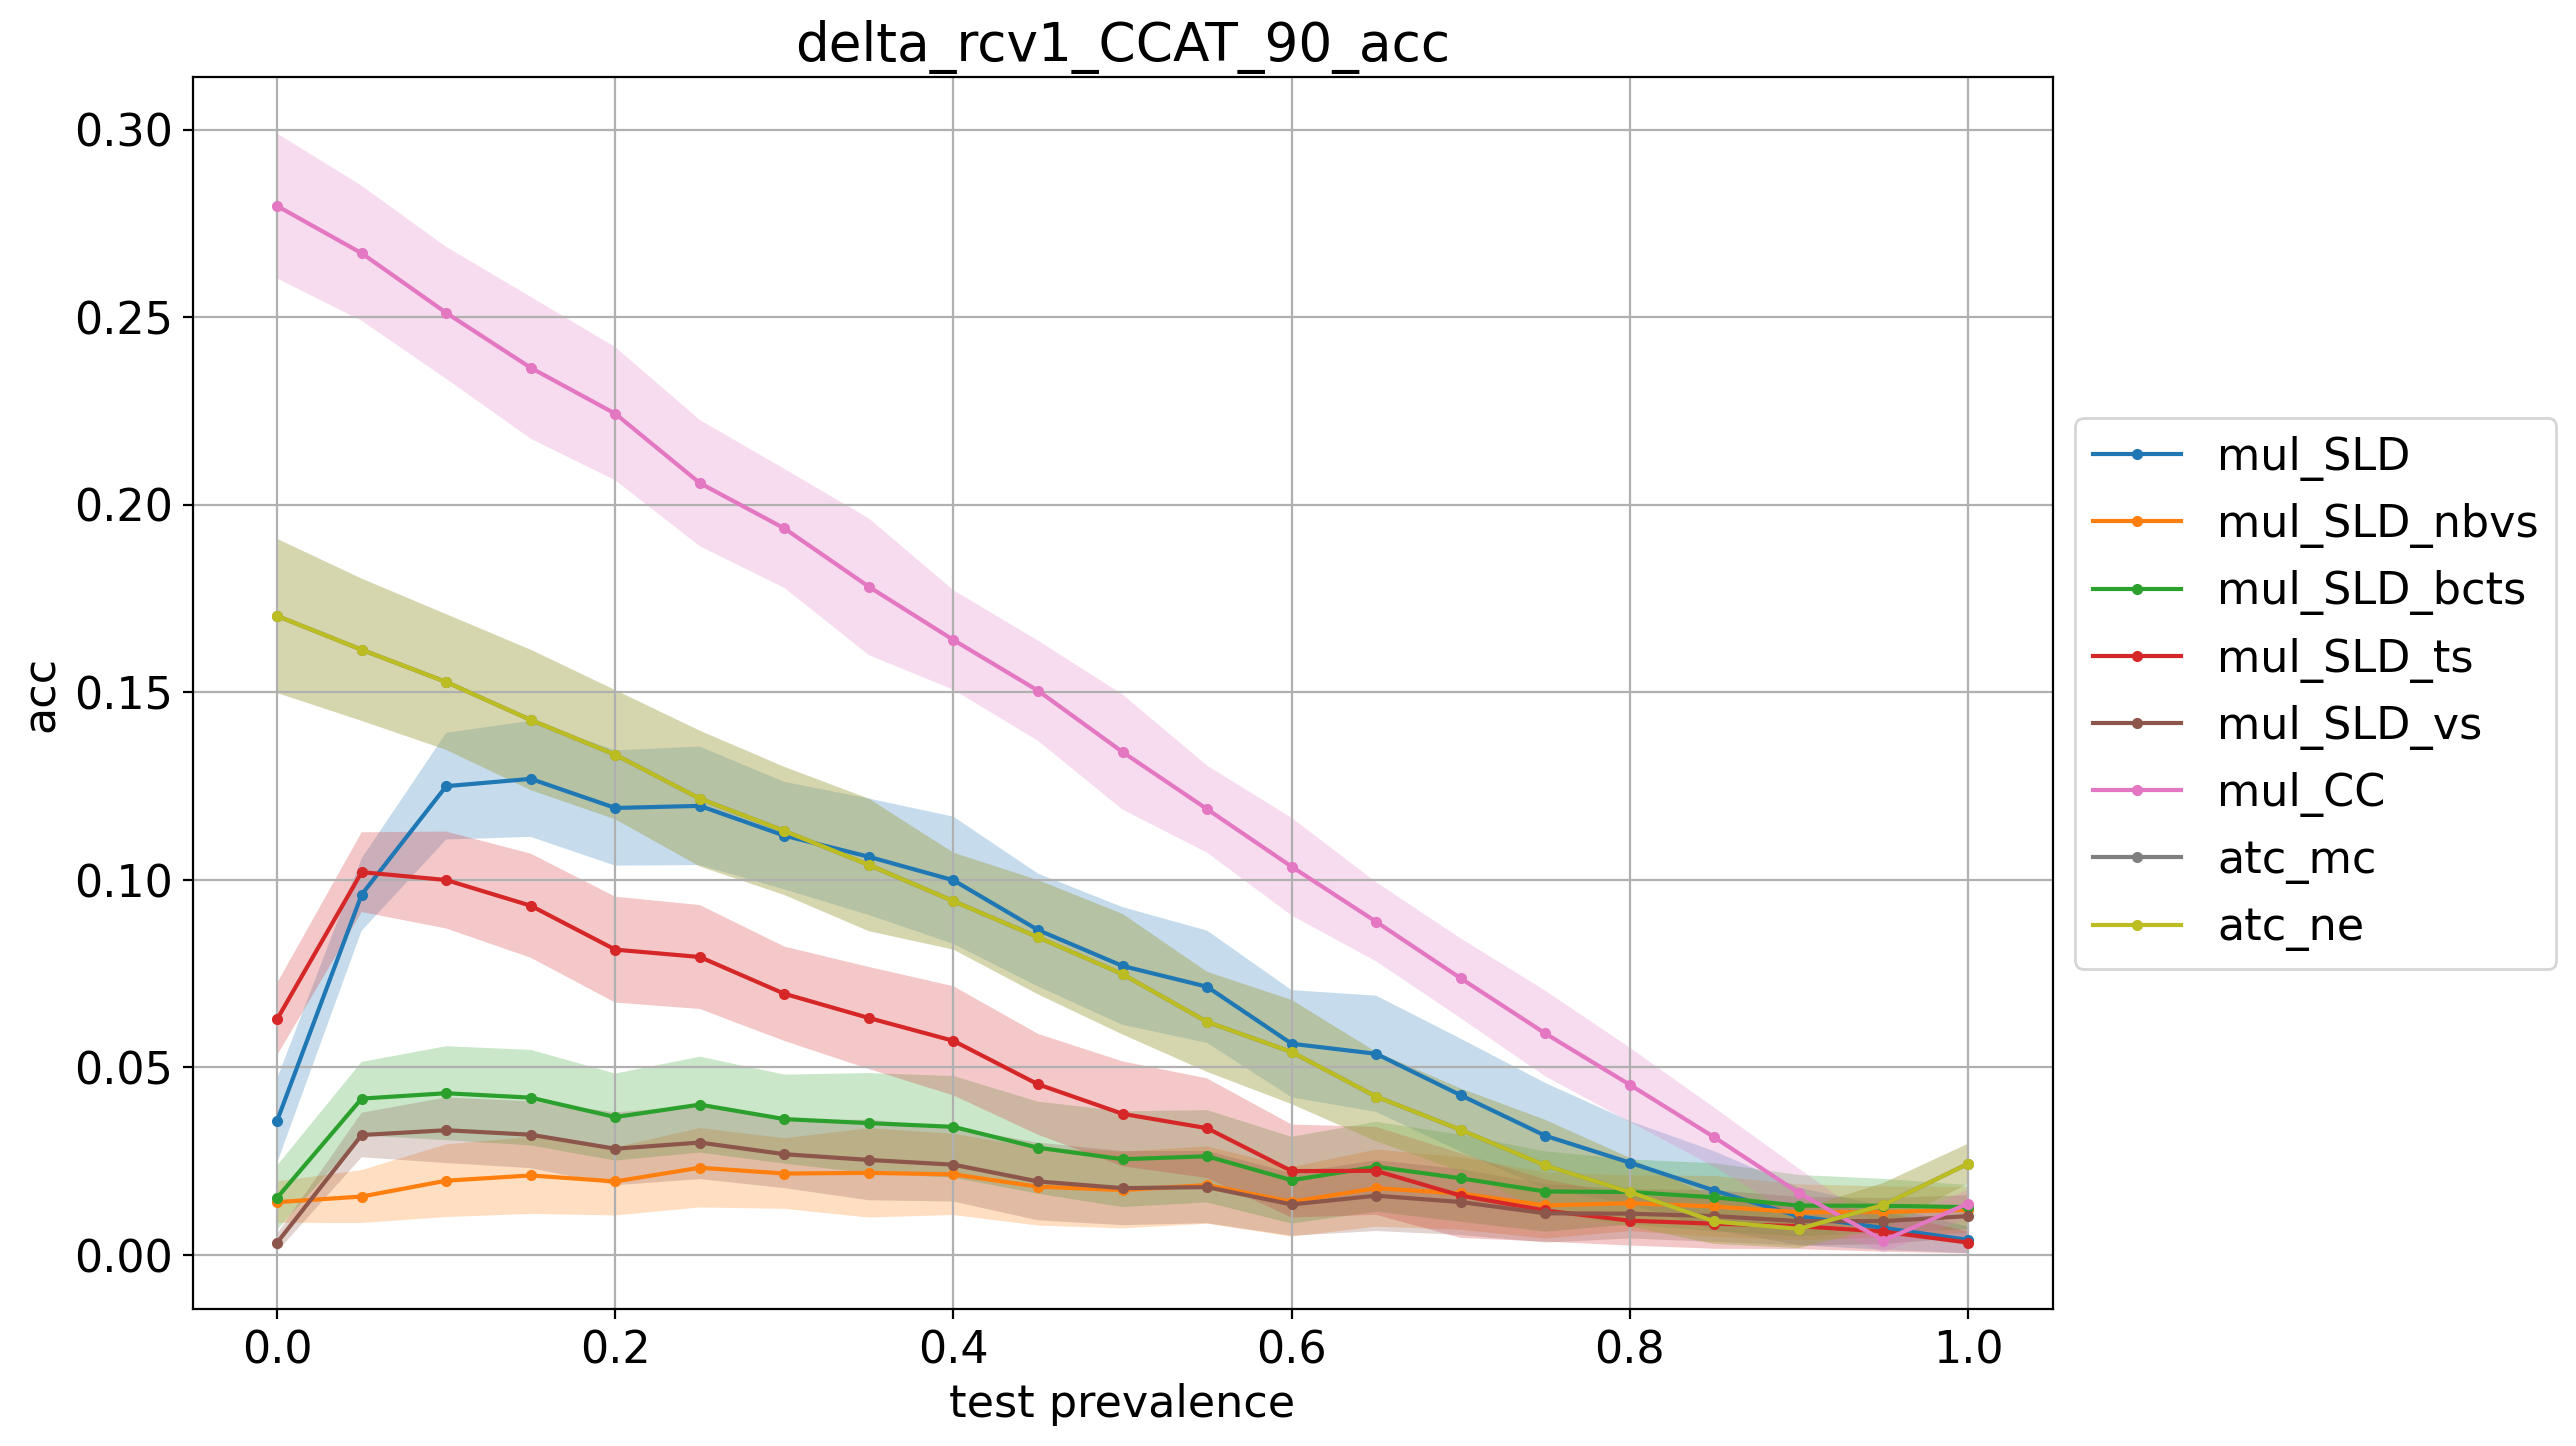 delta_rcv1_CCAT_90_acc
0.30
0.25
0.20
0.15
0.10
0.05
0.00
acc
0.0 0.2 0.4 0.6 0.8 1.0
test prevalence
mul_SLD
mul_SLD_nbvs
mul_SLD_bcts
mul_SLD_ts
mul_SLD_vs
mul_CC
atc_mc
atc_ne